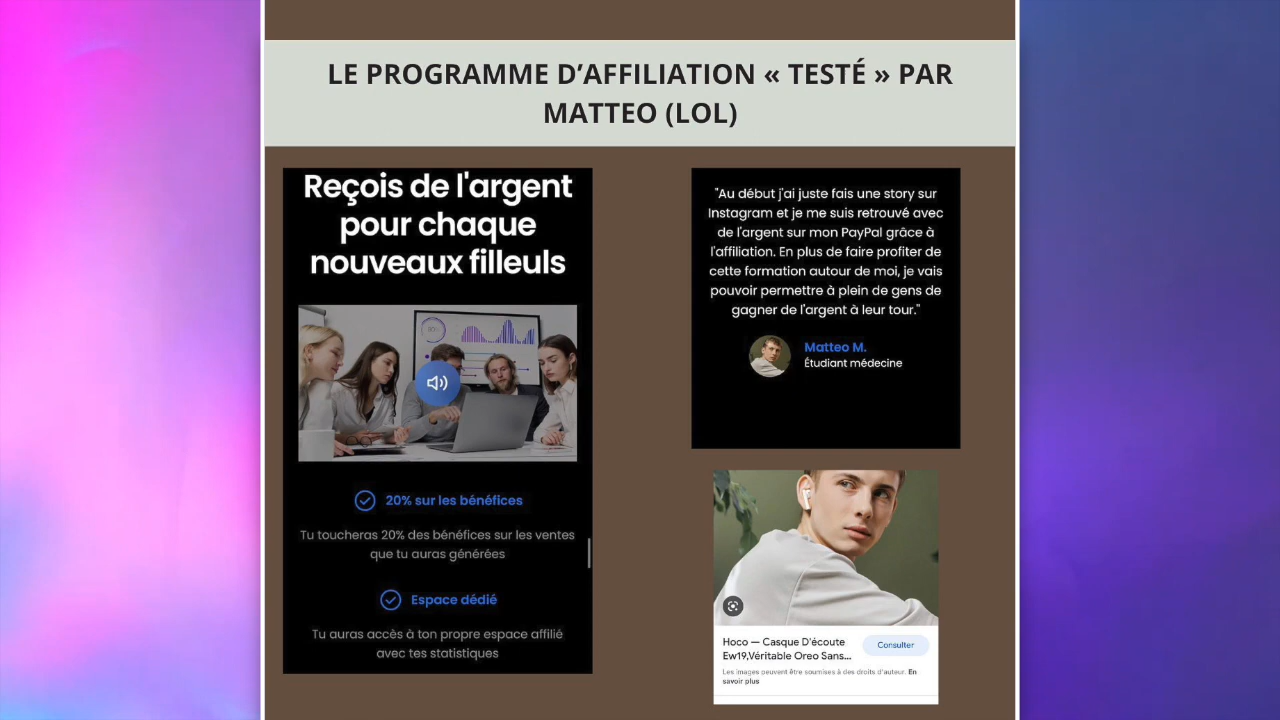 LE PROGRAMME D’AFFILIATION « TESTÉ » PAR
MATTEO (LOL)
Reçois de l'argent
pour chaque
nouveaux filleuls
20% sur les bénéfices
Tu toucheras 20% des bénéfices sur les ventes
que tu auras générées
Espace dédié
Tu auras accès à ton propre espace affilié
avec tes statistiques
"Au début j'ai juste fais une story sur
Instagram et je me suis retrouvé avec
de l'argent sur mon PayPal grâce à
l'affiliation. En plus de faire profiter de
cette formation autour de moi, je vais
pouvoir permettre à plein de gens de
gagner de l'argent à leur tour."
Matteo M.
Étudiant médecine
Hoco — Casque D'écoute
Ew19,Véritable Oreo Sans...
Consulter
Les images peuvent être soumises à des droits d'auteur. En
savoir plus